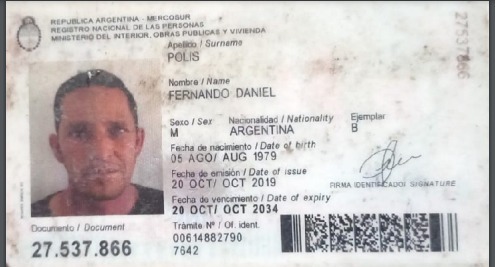 REPUBLICA ARGENTINA - MERCOSUR
REGISTRO NACIONAL DE LAS PERSONAS
MINISTERIO DEL INTERIOR, OBRAS PUBLICAS Y VIVIENDA
Apellido / Surname
POLIS
Nombre / Name
FERNANDO DANIEL
Sexo / Sex Nacionalidad / Nationality Ejemplar
M ARGENTINA B
Fecha de nacimiento / Date of birth
05 AGO/ AUG 1979
Fecha de emisión / Date of issue
20 OCT/ OCT 2019
FIRMA IDENTIFICADO/ SIGNATURE
Fecha de vencimiento / Date of expiry
20 OCT/ OCT 2034
Documento / Document
27.537.866
Trámite Nº / Of. ident.
00614882790
7642
27537866